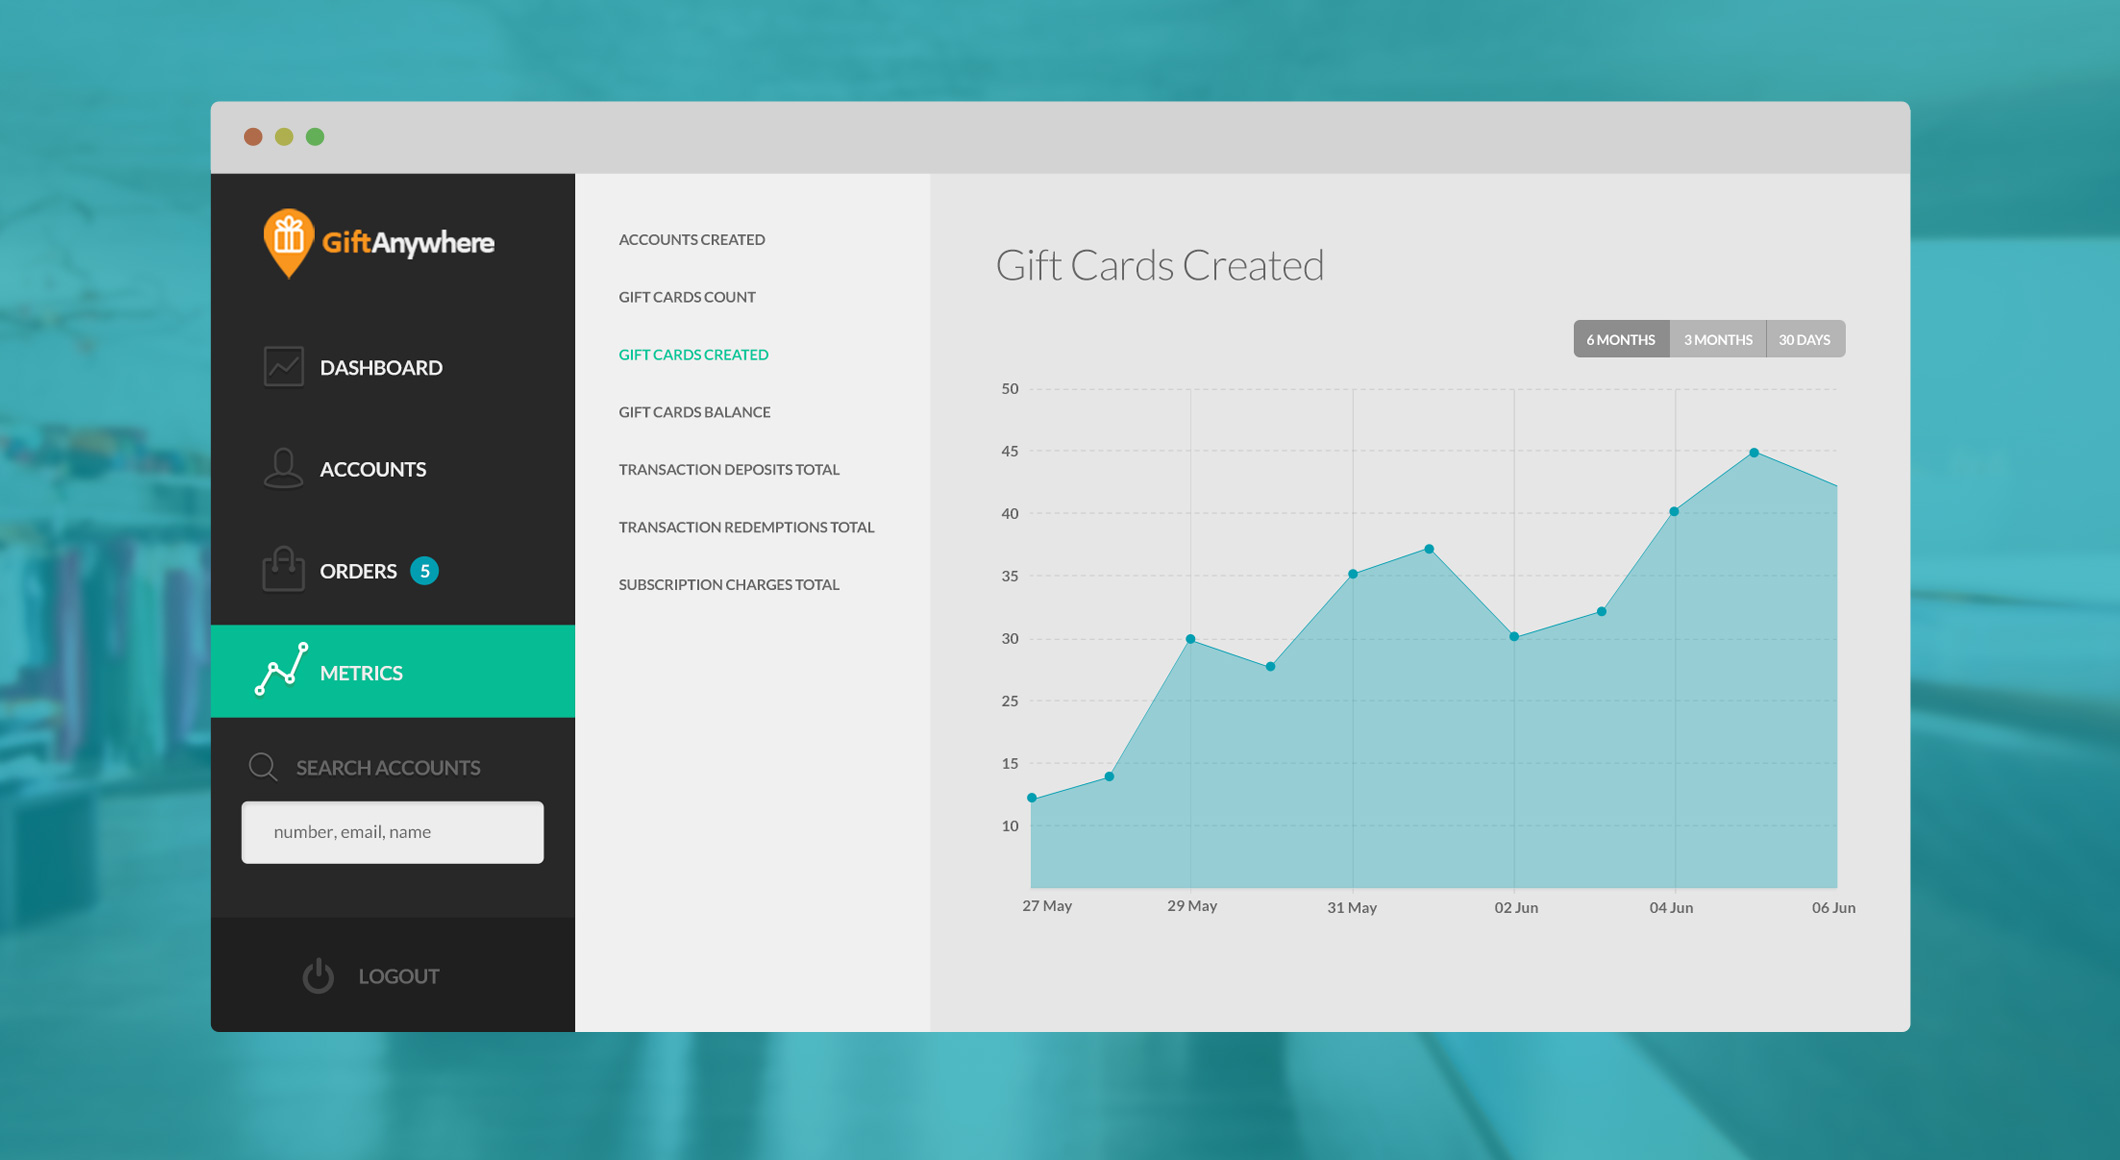 GiftAnywhere
DASHBOARD
ACCOUNTS
ORDERS 5
METRICS
SEARCH ACCOUNTS
number, email, name
LOGOUT
ACCOUNTS CREATED
GIFT CARDS COUNT
GIFT CARDS CREATED
GIFT CARDS BALANCE
TRANSACTION DEPOSITS TOTAL
TRANSACTION REDEMPTIONS TOTAL
SUBSCRIPTION CHARGES TOTAL
Gift Cards Created
6 MONTHS 3 MONTHS 30 DAYS
50
45
40
35
30
25
15
10
27 May 29 May 31 May 02 Jun 04 Jun 06 Jun